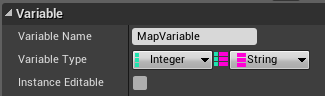 Variable
Variable Name MapVariable
Variable Type Integer String
Instance Editable